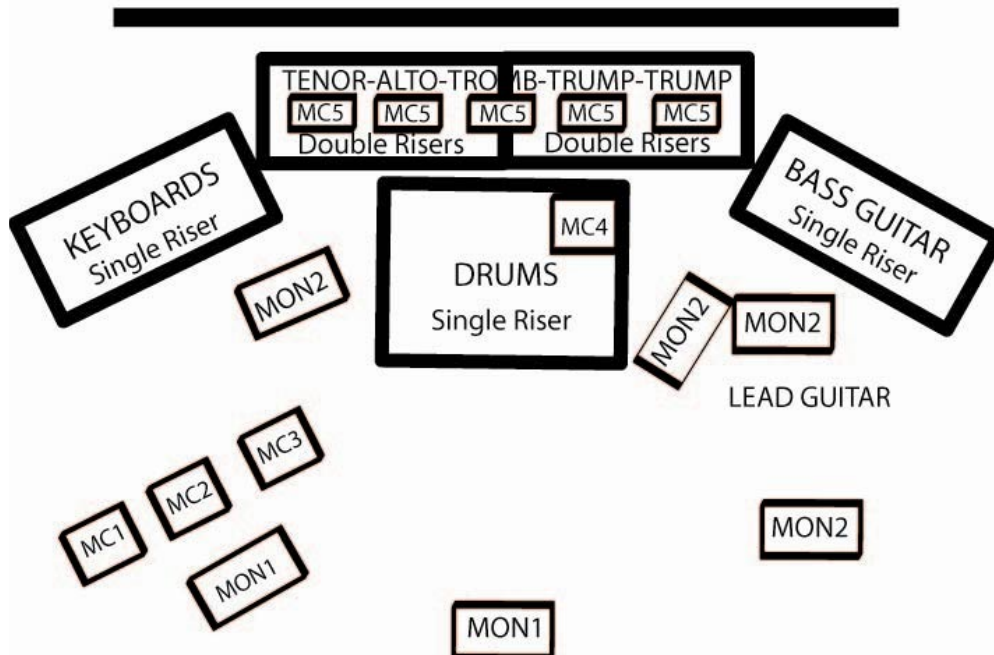 TENOR-ALTO-TROMB-TRUMP-TRUMP
MC5 MC5 MC5 MC5 MC5
Double Risers Double Risers
KEYBOARDS
Single Riser
BASS GUITAR
Single Riser
MC4
DRUMS
Single Riser
MON2
MON2
MON2
LEAD GUITAR
MC3
MC2
MC1
MON1
MON2
MON1